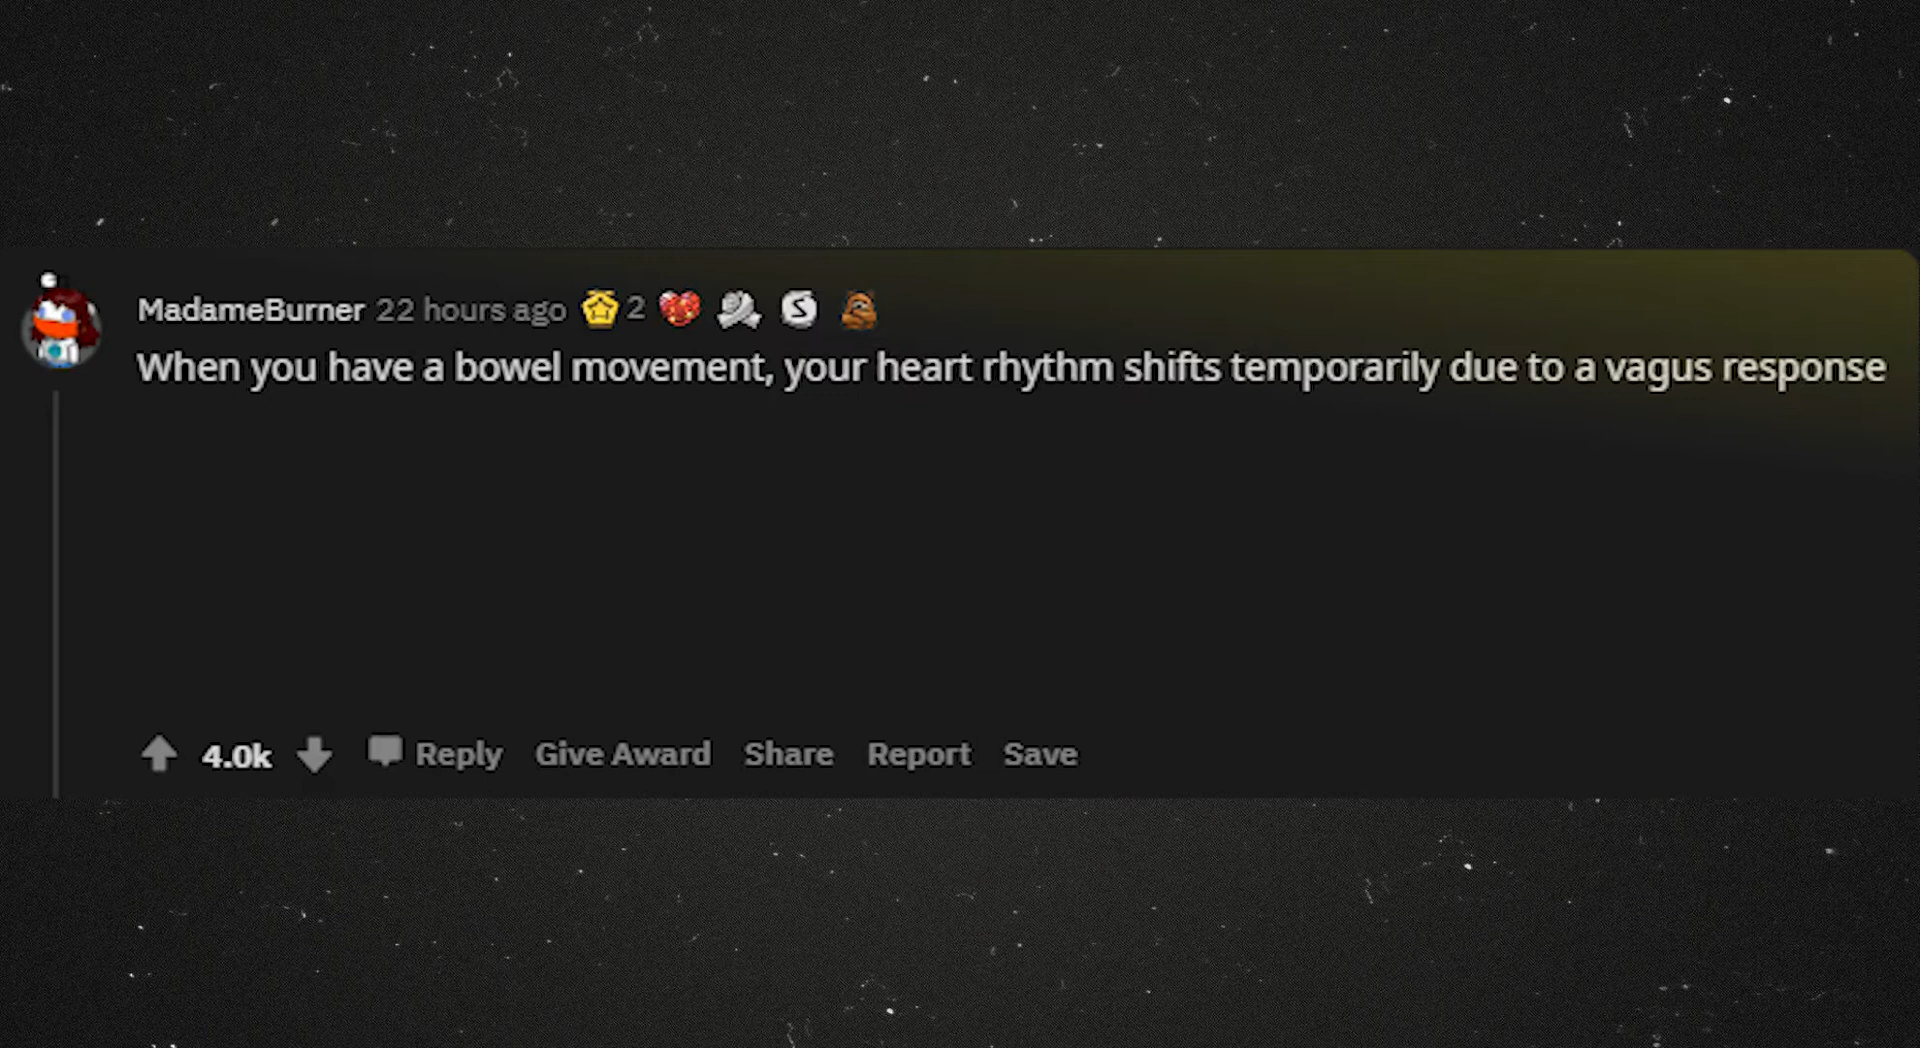 MadameBurner 22 hours ago 2 S
When you have a bowel movement, your heart rhythm shifts temporarily due to a vagus response
4.0k Reply Give Award Share Report Save